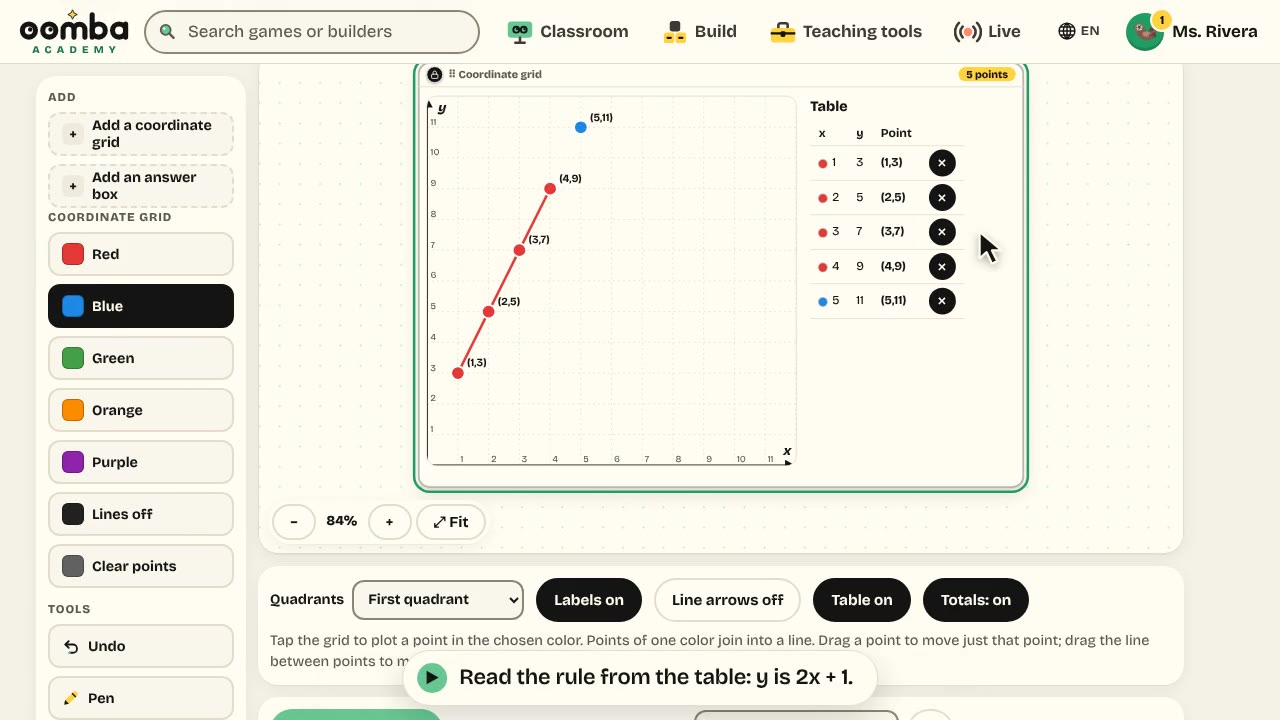 oomba
ACADEMY
Search games or builders
Classroom
Build
Teaching tools
Live
EN
1
Ms. Rivera
ADD
+ Add a coordinate
grid
+ Add an answer
box
COORDINATE GRID
Red
Blue
Green
Orange
Purple
Lines off
Clear points
TOOLS
Undo
Pen
Coordinate grid
5 points
y
11
10
9
8
7
6
5
4
3
2
1
1 2 3 4 5 6 7 8 9 10 11
x
(5,11)
(4,9)
(3,7)
(2,5)
(1,3)
Table
x y Point
1 3 (1,3) ×
2 5 (2,5) ×
3 7 (3,7) ×
4 9 (4,9) ×
5 11 (5,11) ×
− 84% + Fit
Quadrants First quadrant Labels on Line arrows off Table on Totals: on
Tap the grid to plot a point in the chosen color. Points of one color join into a line. Drag a point to move just that point; drag the line
between points to m
Read the rule from the table: y is 2x + 1.